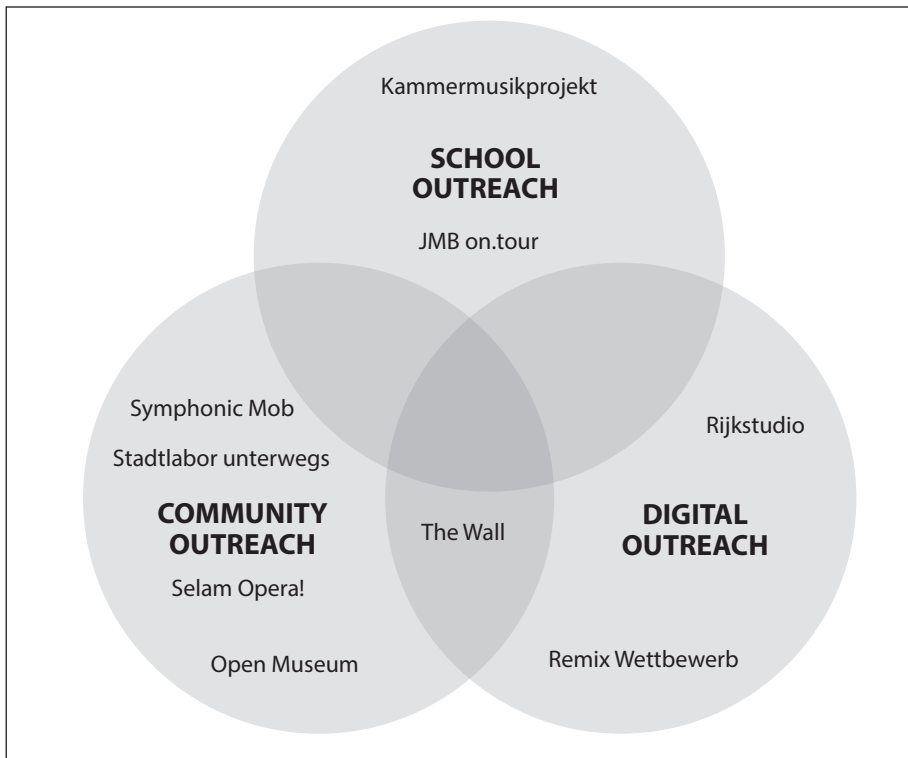 Kammermusikprojekt
SCHOOL
OUTREACH
JMB on.tour
Symphonic Mob
Stadtlabor unterwegs
COMMUNITY
OUTREACH
Selam Opera!
Open Museum
The Wall
Rijkstudio
DIGITAL
OUTREACH
Remix Wettbewerb